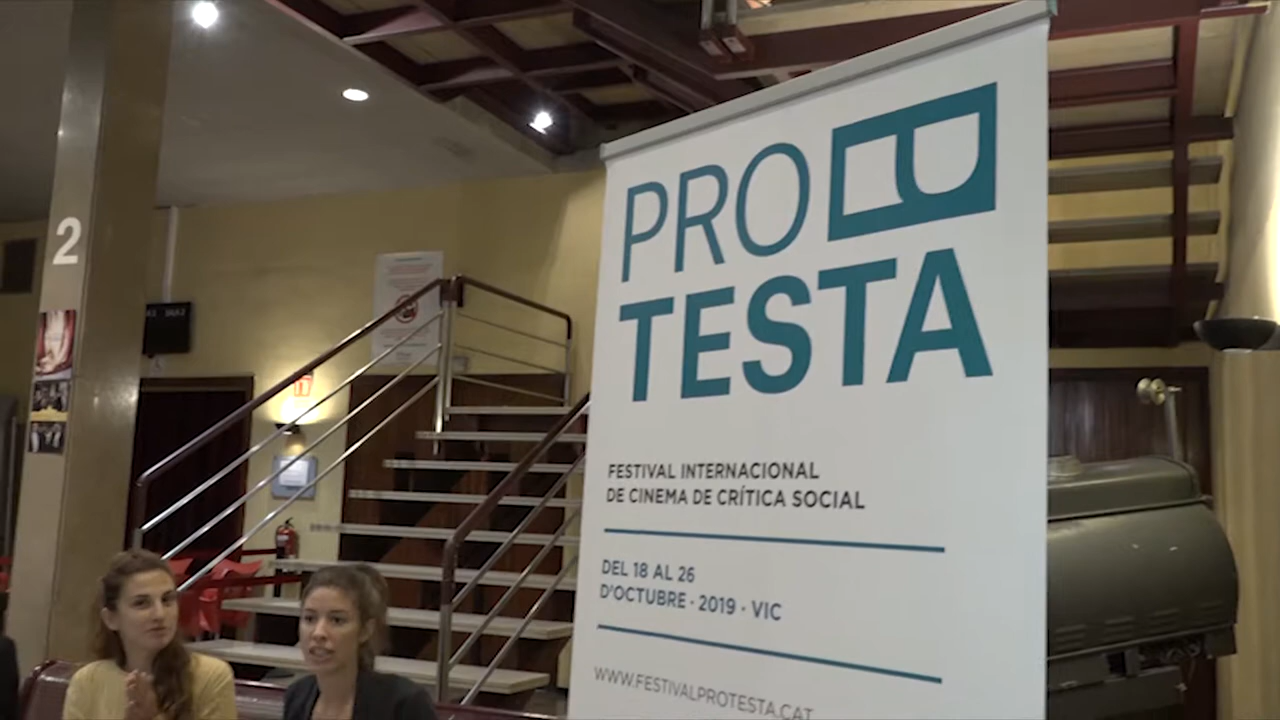 2
PRO
TESTA
FESTIVAL INTERNACIONAL
DE CINEMA DE CRÍTICA SOCIAL
DEL 18 AL 26
D'OCTUBRE · 2019 · VIC
WWW.FESTIVALPROTESTA.CAT